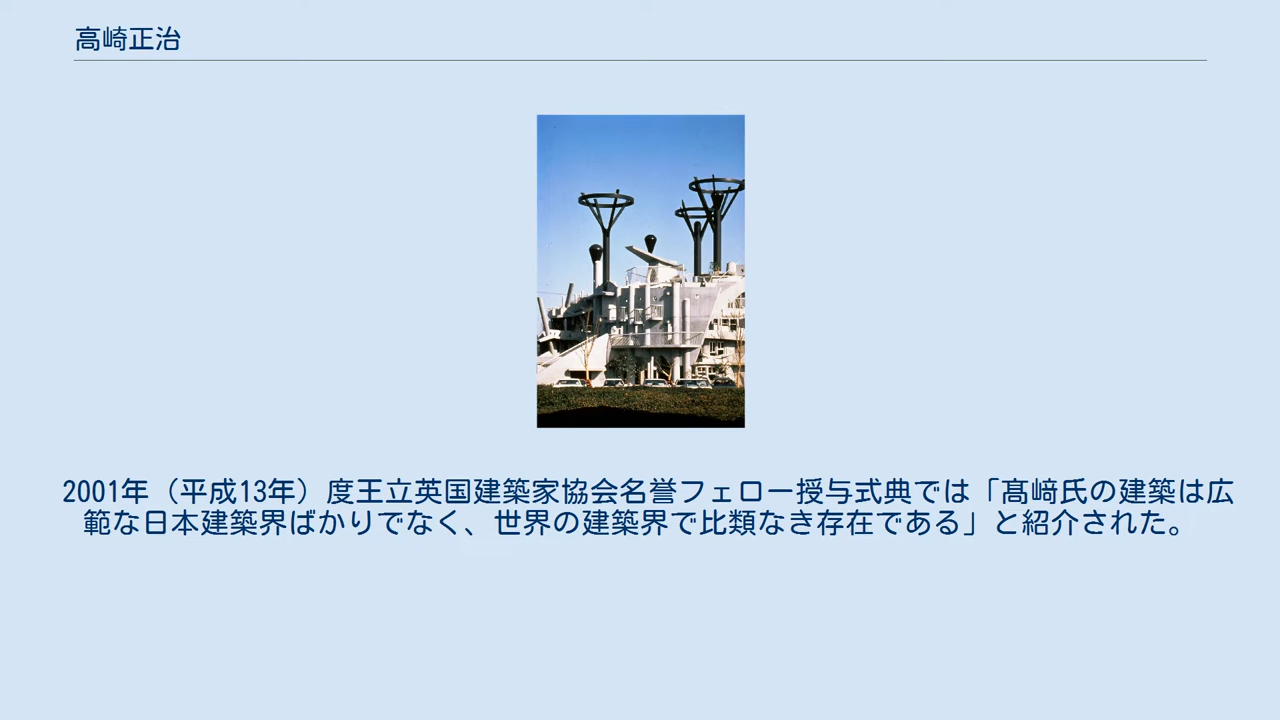 高崎正治
2001年（平成13年）度王立英国建築家協会名誉フェロー授与式典では「髙﨑氏の建築は広
範な日本建築界ばかりでなく、世界の建築界で比類なき存在である」と紹介された。